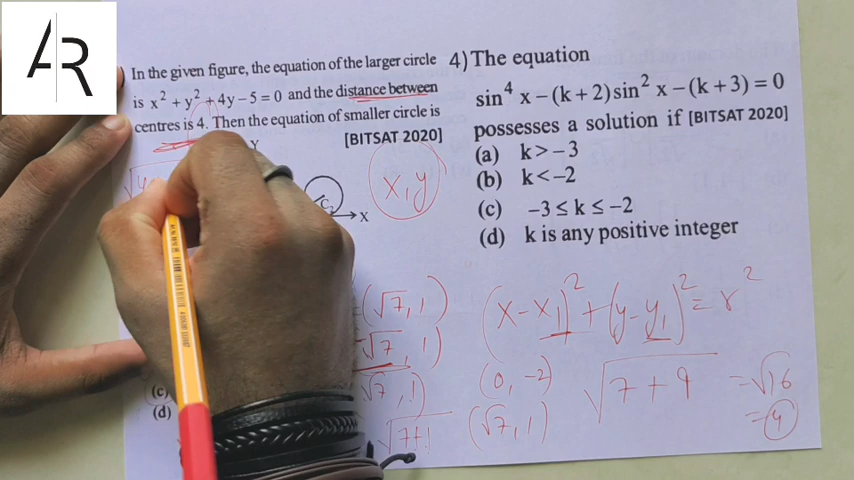 AR
In the given figure, the equation of the larger circle
is x² + y² + 4y − 5 = 0 and the distance between
centres is 4. Then the equation of smaller circle is
[BITSAT 2020]
Y
x, y
C₂
X
(c)
(d)
(√7, 1)
√7, 1)
√7, 1)
√7+1
4) The equation
sin⁴ x − (k + 2) sin² x − (k + 3) = 0
possesses a solution if [BITSAT 2020]
(a) k > −3
(b) k < −2
(c) −3 ≤ k ≤ −2
(d) k is any positive integer
(x − x₁)² + (y − y₁)² = r²
(0, −2)
(√7, 1)
√7 + 9 = √16
= 4